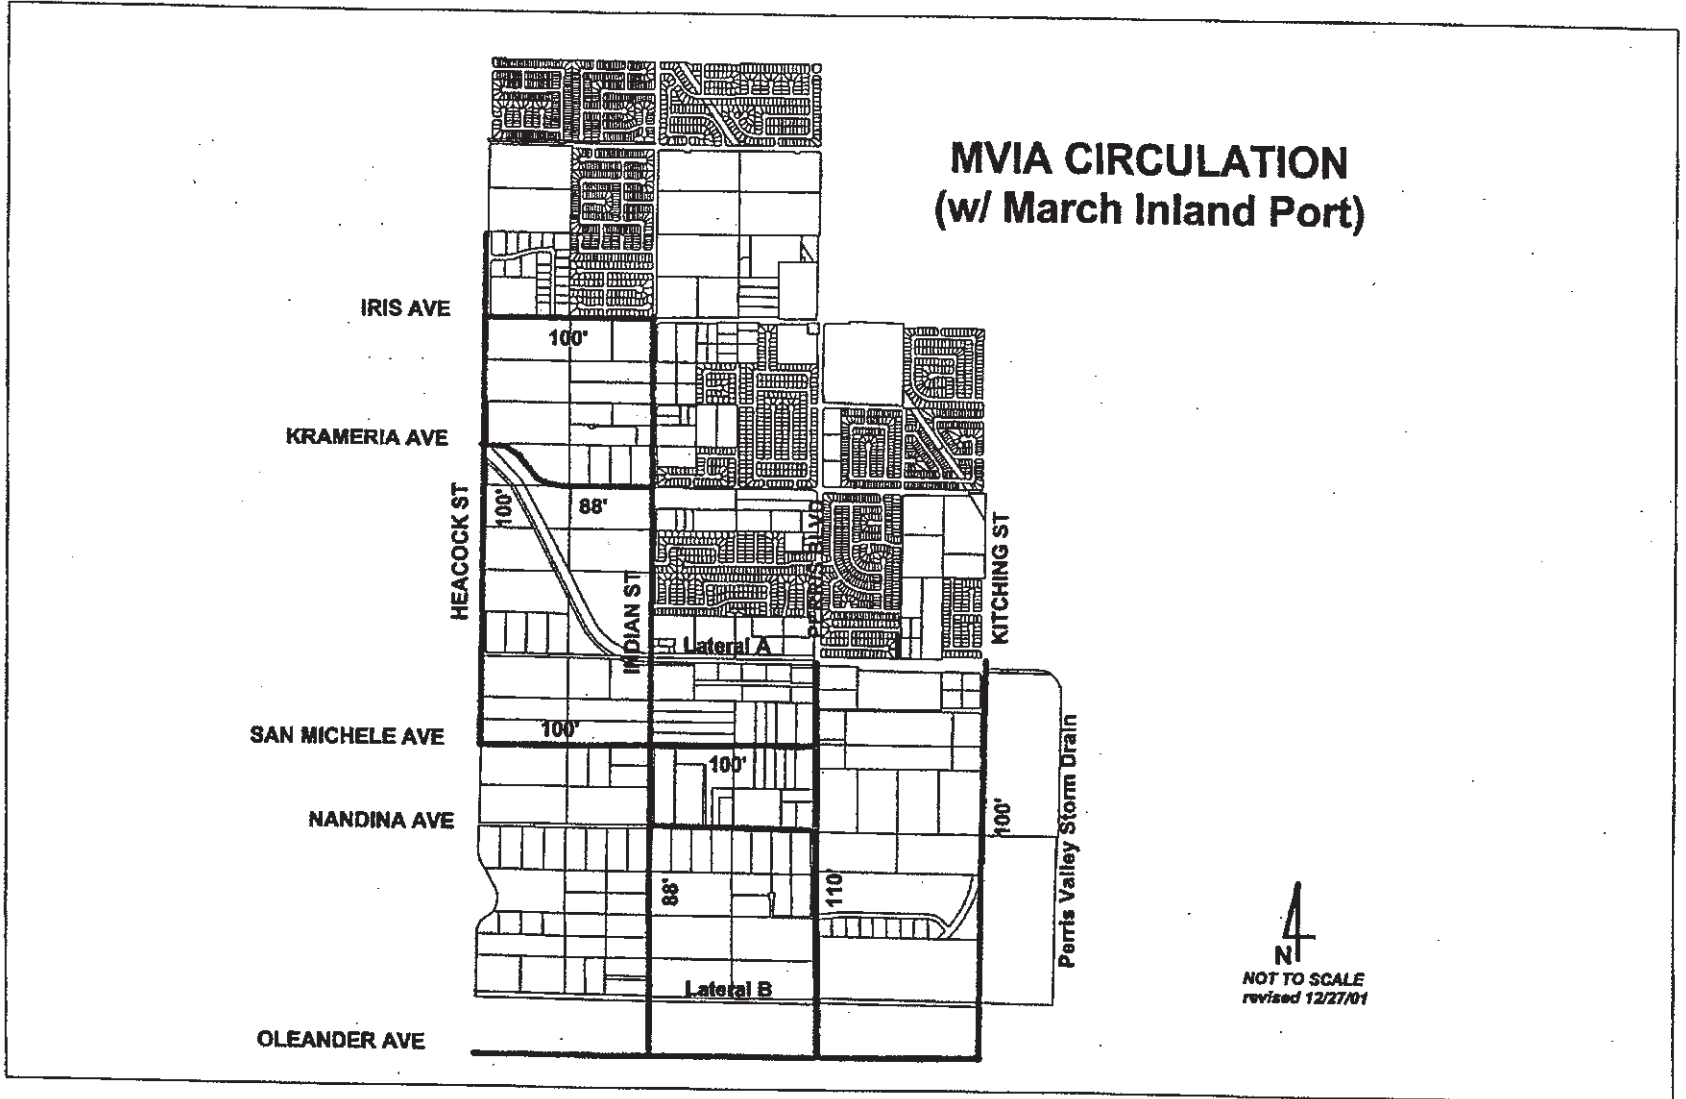 MVIA CIRCULATION
(w/ March Inland Port)
IRIS AVE
100'
KRAMERIA AVE
HEACOCK ST
100'
88'
INDIAN ST
PERRIS BLVD
KITCHING ST
Lateral A
SAN MICHELE AVE
100'
100'
NANDINA AVE
100'
Perris Valley Storm Drain
88'
110'
Lateral B
OLEANDER AVE
N
NOT TO SCALE
revised 12/27/01